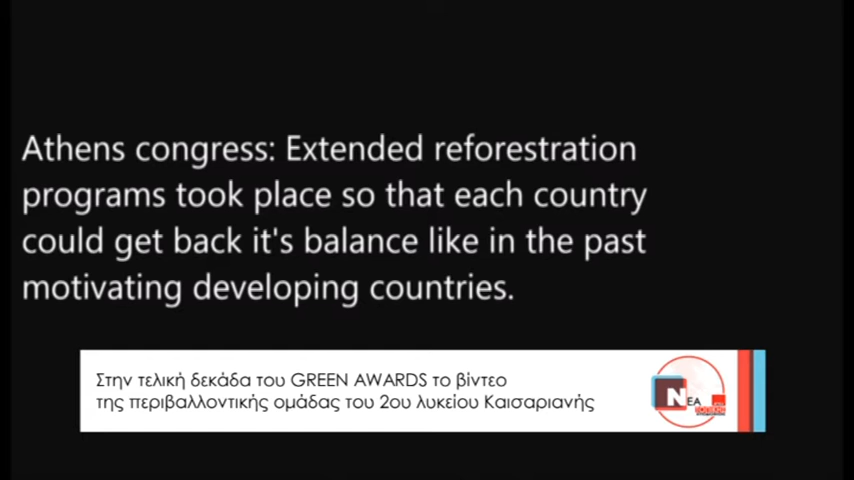 Athens congress: Extended reforestration
programs took place so that each country
could get back it's balance like in the past
motivating developing countries.
Στην τελική δεκάδα του GREEN AWARDS το βίντεο
της περιβαλλοντικής ομάδας του 2ου λυκείου Καισαριανής
ΝΕΑ